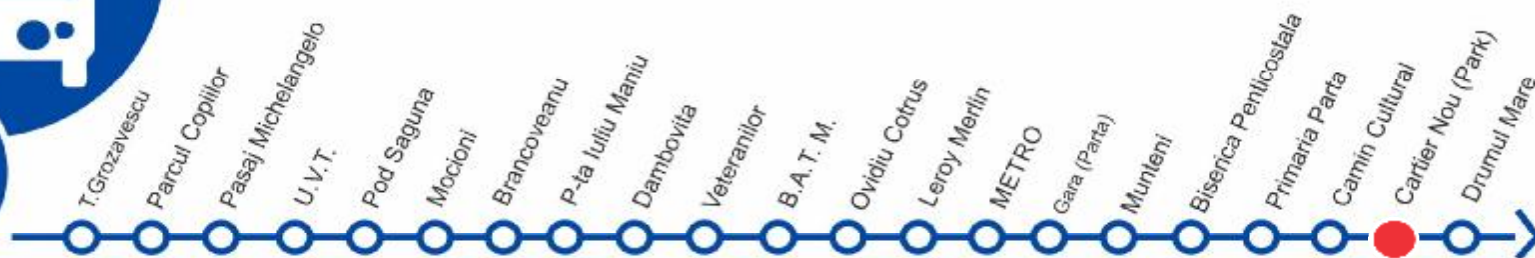 T.Grozavescu
Parcul Copiilor
Pasaj Michelangelo
U.V.T.
Pod Saguna
Mocioni
Brancoveanu
P-ta Iuliu Maniu
Dambovita
Veteranilor
B.A.T. M.
Ovidiu Cotrus
Leroy Merlin
METRO
Gara (Parta)
Munteni
Biserica Penticostala
Primaria Parta
Camin Cultural
Cartier Nou (Park)
Drumul Mare